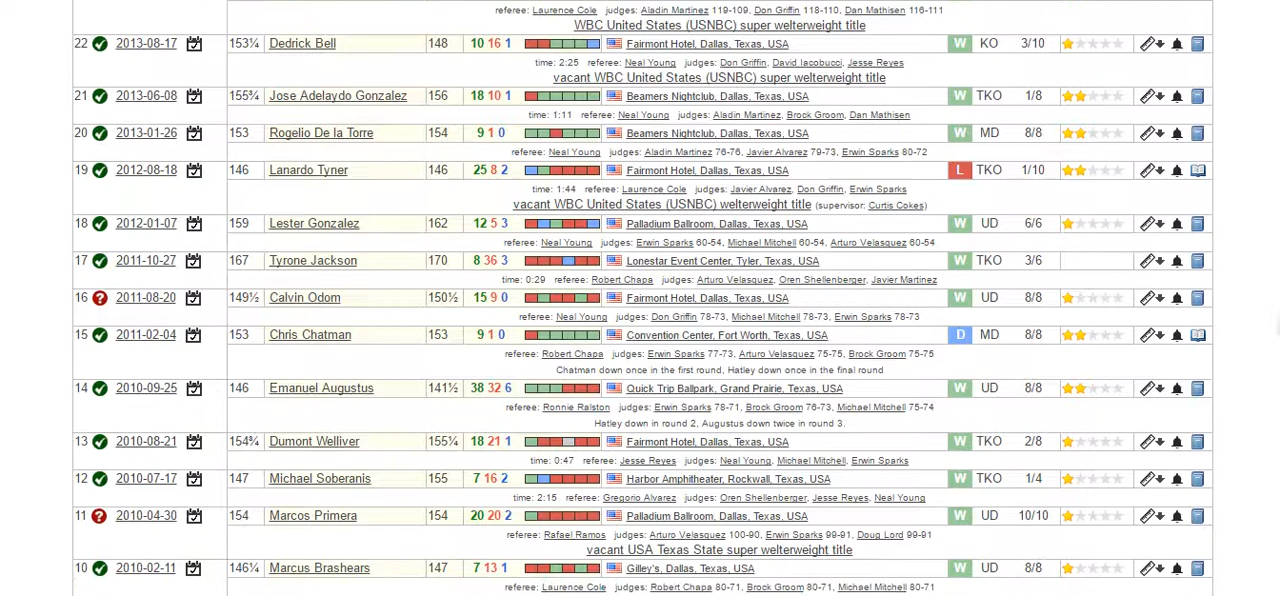 referee: Laurence Cole judges: Aladin Martinez 119-109, Don Griffin 118-110, Dan Mathisen 116-111
WBC United States (USNBC) super welterweight title
22 2013-08-17 153¼ Dedrick Bell 148 10 16 1 Fairmont Hotel, Dallas, Texas, USA W KO 3/10
time: 2:25 referee: Neal Young judges: Don Griffin, David Iacobucci, Jesse Reyes
vacant WBC United States (USNBC) super welterweight title
21 2013-06-08 155¾ Jose Adelaydo Gonzalez 156 18 10 1 Beamers Nightclub, Dallas, Texas, USA W TKO 1/8
time: 1:11 referee: Neal Young judges: Aladin Martinez, Brock Groom, Dan Mathisen
20 2013-01-26 153 Rogelio De la Torre 154 9 1 0 Beamers Nightclub, Dallas, Texas, USA W MD 8/8
referee: Neal Young judges: Aladin Martinez 76-76, Javier Alvarez 79-73, Erwin Sparks 80-72
19 2012-08-18 146 Lanardo Tyner 146 25 8 2 Fairmont Hotel, Dallas, Texas, USA L TKO 1/10
time: 1:44 referee: Laurence Cole judges: Javier Alvarez, Don Griffin, Erwin Sparks
vacant WBC United States (USNBC) welterweight title (supervisor: Curtis Cokes)
18 2012-01-07 159 Lester Gonzalez 162 12 5 3 Palladium Ballroom, Dallas, Texas, USA W UD 6/6
referee: Neal Young judges: Erwin Sparks 60-54, Michael Mitchell 60-54, Arturo Velasquez 60-54
17 2011-10-27 167 Tyrone Jackson 170 8 36 3 Lonestar Event Center, Tyler, Texas, USA W TKO 3/6
time: 0:29 referee: Robert Chapa judges: Arturo Velasquez, Oren Shellenberger, Javier Martinez
16 2011-08-20 149½ Calvin Odom 150½ 15 9 0 Fairmont Hotel, Dallas, Texas, USA W UD 8/8
referee: Neal Young judges: Don Griffin 78-73, Michael Mitchell 78-73, Erwin Sparks 78-73
15 2011-02-04 153 Chris Chatman 153 9 1 0 Convention Center, Fort Worth, Texas, USA D MD 8/8
referee: Robert Chapa judges: Erwin Sparks 77-73, Arturo Velasquez 75-75, Brock Groom 75-75
Chatman down once in the first round, Hatley down once in the final round
14 2010-09-25 146 Emanuel Augustus 141½ 38 32 6 Quick Trip Ballpark, Grand Prairie, Texas, USA W UD 8/8
referee: Ronnie Ralston judges: Erwin Sparks 78-71, Brock Groom 76-73, Michael Mitchell 75-74
Hatley down in round 2, Augustus down twice in round 3.
13 2010-08-21 154¾ Dumont Welliver 155¼ 18 21 1 Fairmont Hotel, Dallas, Texas, USA W TKO 2/8
time: 0:47 referee: Jesse Reyes judges: Neal Young, Michael Mitchell, Erwin Sparks
12 2010-07-17 147 Michael Soberanis 155 7 16 2 Harbor Amphitheater, Rockwall, Texas, USA W TKO 1/4
time: 2:15 referee: Gregorio Alvarez judges: Oren Shellenberger, Jesse Reyes, Neal Young
11 2010-04-30 154 Marcos Primera 154 20 20 2 Palladium Ballroom, Dallas, Texas, USA W UD 10/10
referee: Rafael Ramos judges: Arturo Velasquez 100-90, Erwin Sparks 99-91, Doug Lord 99-91
vacant USA Texas State super welterweight title
10 2010-02-11 146¼ Marcus Brashears 147 7 13 1 Gilley's, Dallas, Texas, USA W UD 8/8
referee: Laurence Cole judges: Robert Chapa 80-71, Brock Groom 80-71, Michael Mitchell 80-71